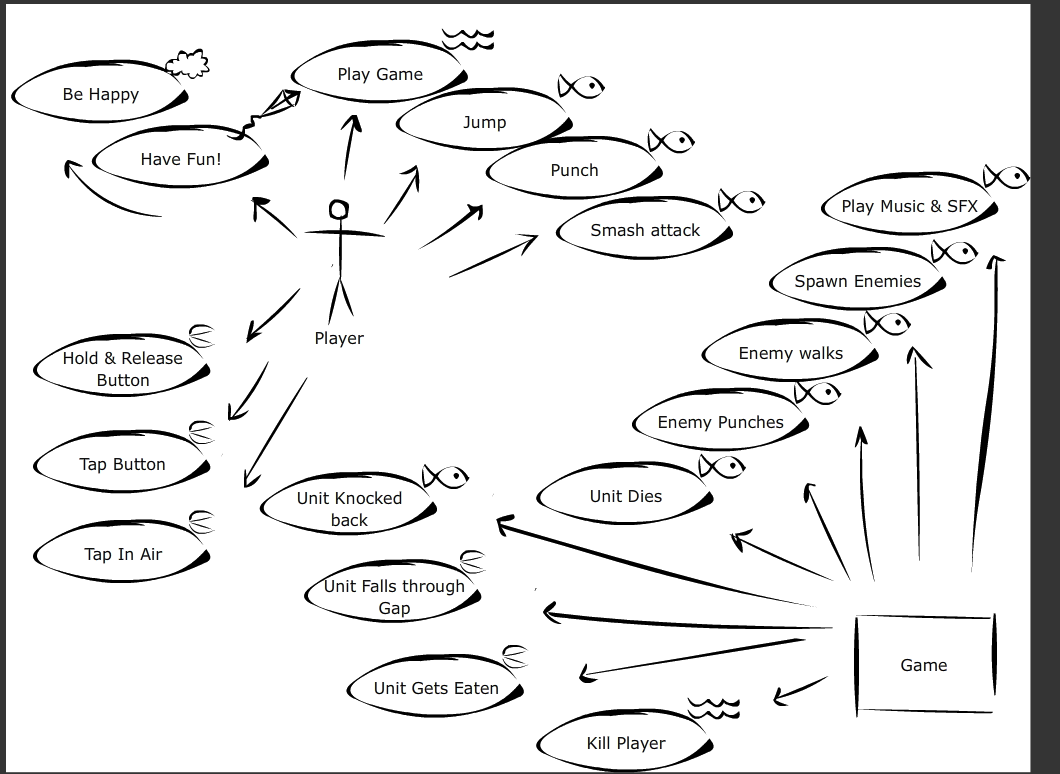 Play Game
Be Happy
Jump
Have Fun!
Punch
Play Music & SFX
Smash attack
Spawn Enemies
Player
Enemy walks
Hold & Release
Button
Enemy Punches
Tap Button
Unit Knocked
back
Unit Dies
Tap In Air
Unit Falls through
Gap
Game
Unit Gets Eaten
Kill Player